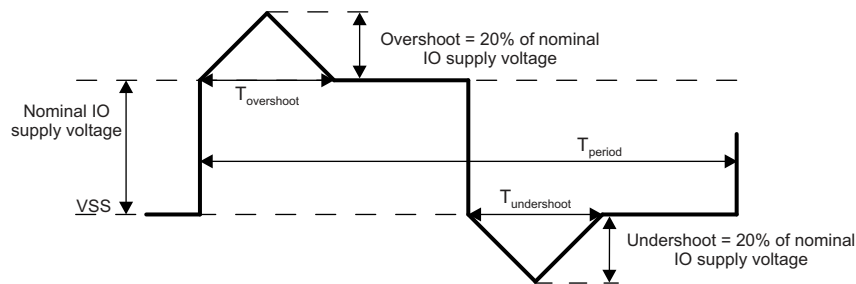 Overshoot = 20% of nominal
IO supply voltage
Nominal IO
supply voltage
Tovershoot
Tperiod
VSS
Tundershoot
Undershoot = 20% of nominal
IO supply voltage